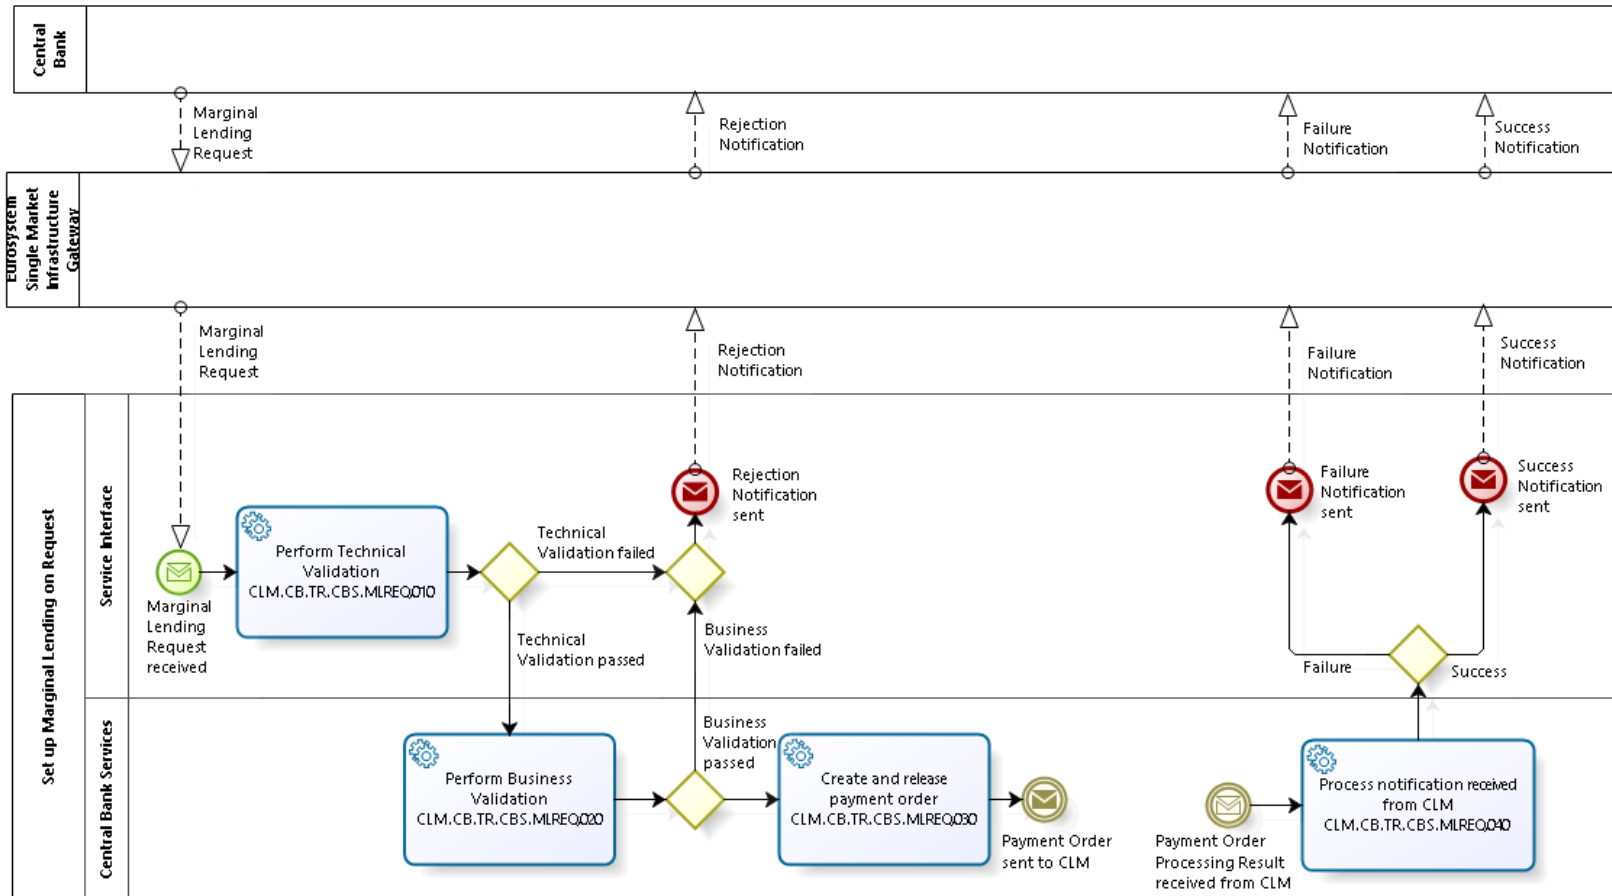 Central
Bank
Marginal
Lending
Request
Rejection
Notification
Failure
Notification
Success
Notification
Eurosystem
Single Market
Infrastructure
Gateway
Marginal
Lending
Request
Rejection
Notification
Failure
Notification
Success
Notification
Set up Marginal Lending on Request
Service Interface
Marginal
Lending
Request
received
Perform Technical
Validation
CLM.CB.TR.CBS.MLREQ.010
Technical
Validation failed
Technical
Validation passed
Rejection
Notification
sent
Business
Validation failed
Failure
Notification
sent
Success
Notification
sent
Failure
Success
Central Bank Services
Perform Business
Validation
CLM.CB.TR.CBS.MLREQ.020
Business
Validation
passed
Create and release
payment order
CLM.CB.TR.CBS.MLREQ.030
Payment Order
sent to CLM
Payment Order
Processing Result
received from CLM
Process notification received
from CLM
CLM.CB.TR.CBS.MLREQ.040